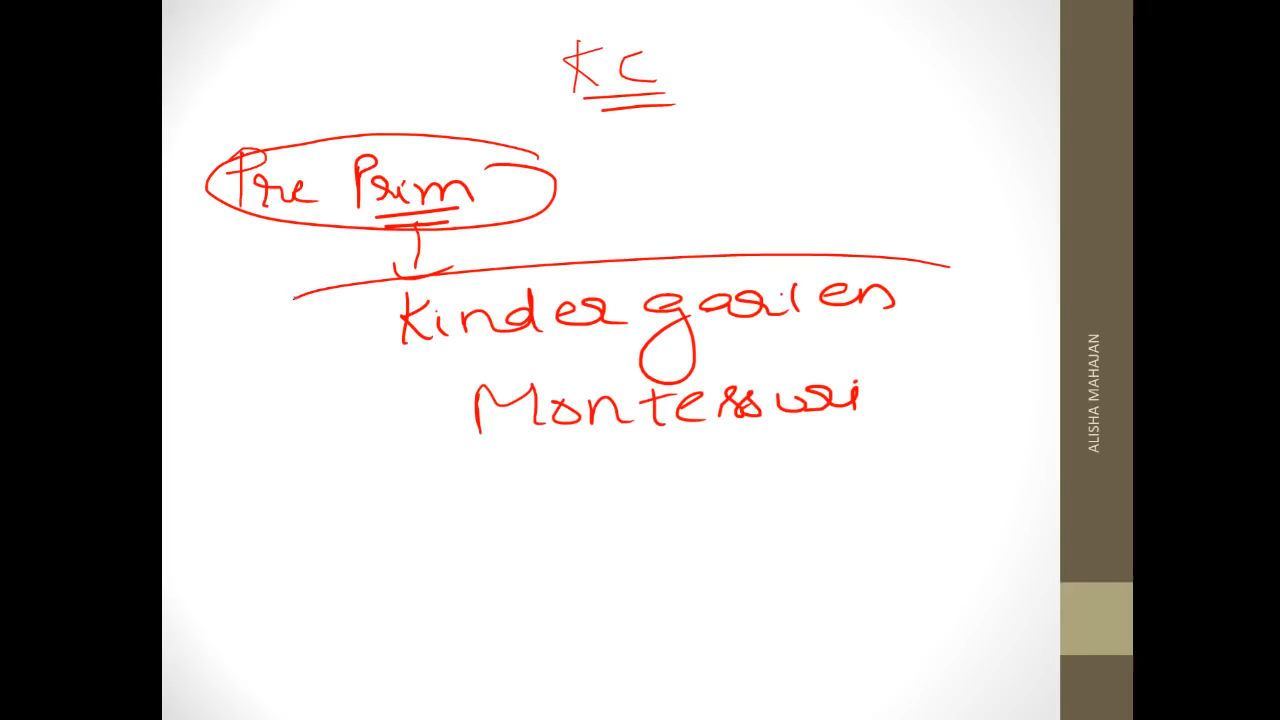 KC
Pre Prim
Kindergarten
Montessori
ALISHA MAHAJAN